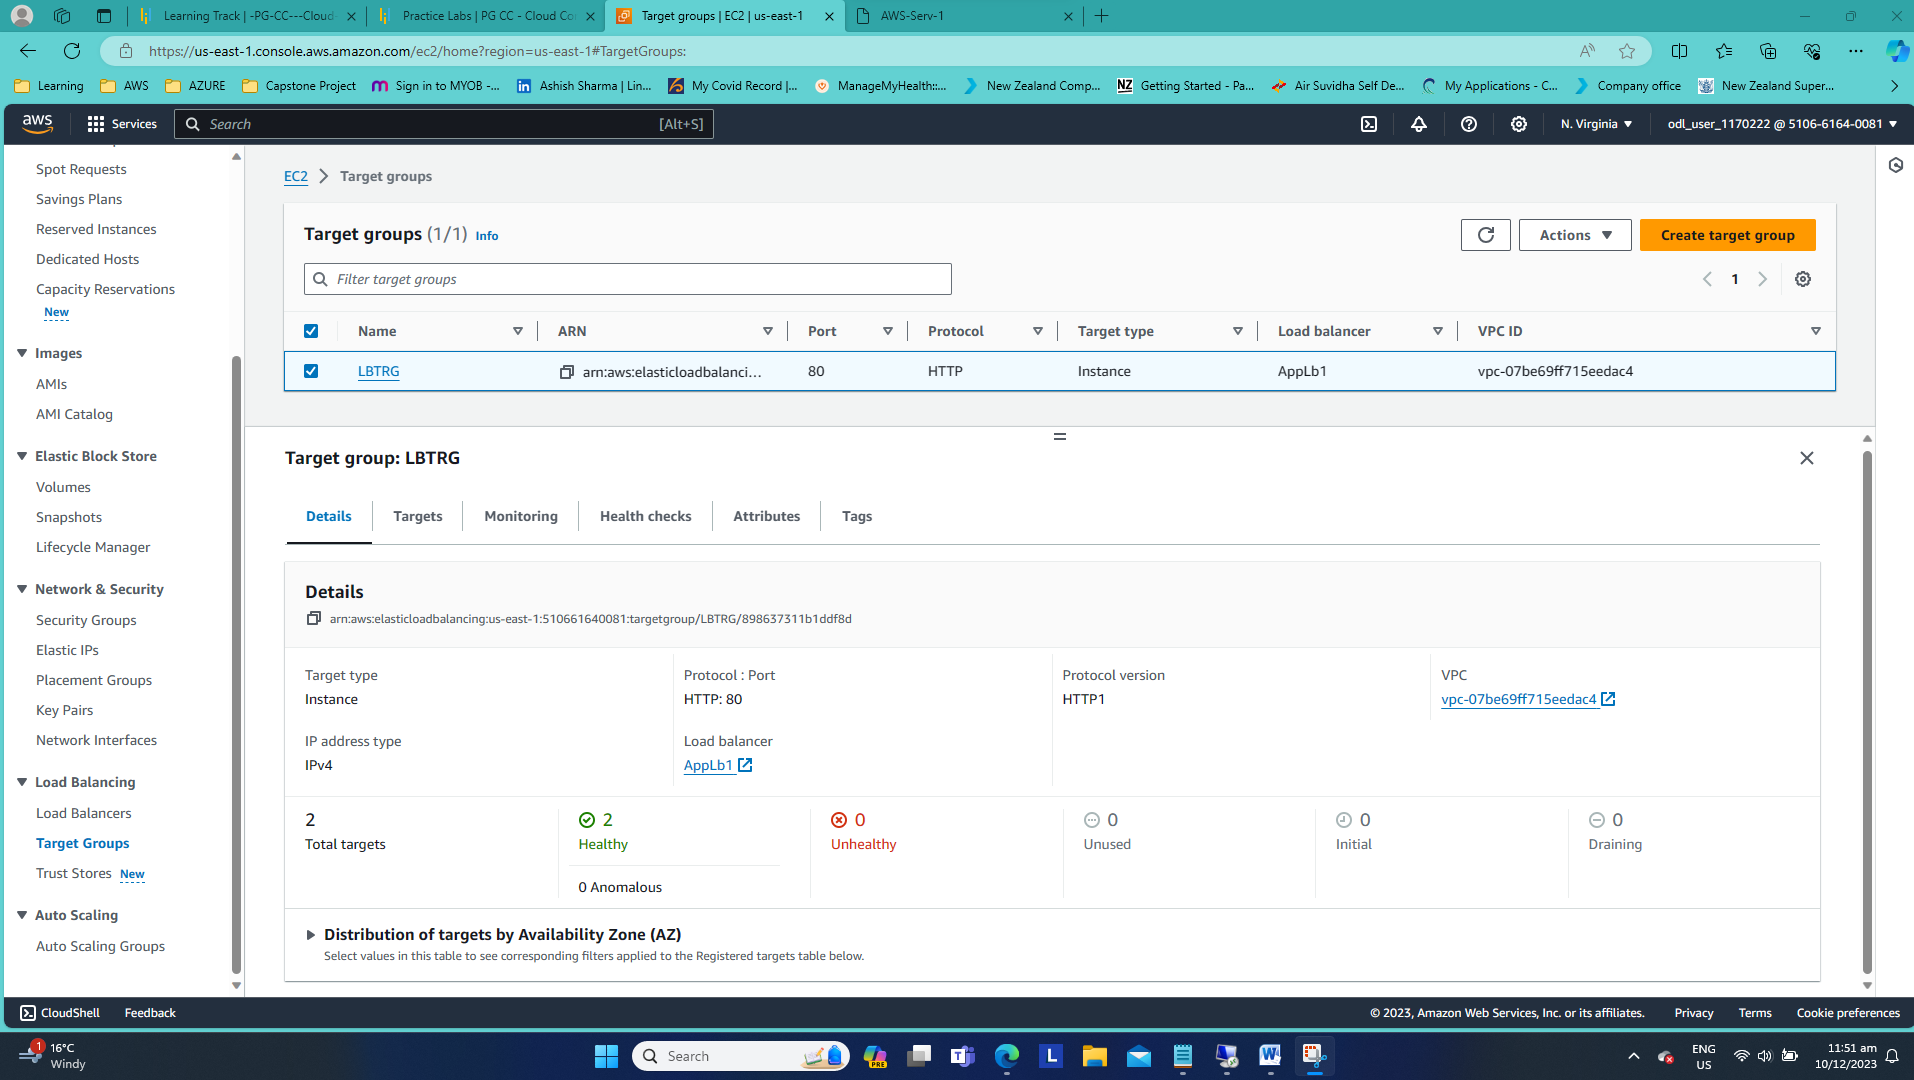 Learning Track | -PG-CC---Cloud-
Practice Labs | PG CC - Cloud Co
Target groups | EC2 | us-east-1
AWS-Serv-1
https://us-east-1.console.aws.amazon.com/ec2/home?region=us-east-1#TargetGroups:
Learning
AWS
AZURE
Capstone Project
Sign in to MYOB -...
Ashish Sharma | Lin...
My Covid Record |...
ManageMyHealth::...
New Zealand Comp...
Getting Started - Pa...
Air Suvidha Self De...
My Applications - C...
Company office
New Zealand Super...
aws
Services
Search
[Alt+S]
N. Virginia
odl_user_1170222 @ 5106-6164-0081
Spot Requests
Savings Plans
Reserved Instances
Dedicated Hosts
Capacity Reservations
New
Images
AMIs
AMI Catalog
Elastic Block Store
Volumes
Snapshots
Lifecycle Manager
Network & Security
Security Groups
Elastic IPs
Placement Groups
Key Pairs
Network Interfaces
Load Balancing
Load Balancers
Target Groups
Trust Stores New
Auto Scaling
Auto Scaling Groups
EC2 Target groups
Target groups (1/1) Info
Actions
Create target group
Filter target groups
1
Name ARN Port Protocol Target type Load balancer VPC ID
LBTRG arn:aws:elasticloadbalanci... 80 HTTP Instance AppLb1 vpc-07be69ff715eedac4
Target group: LBTRG
Details Targets Monitoring Health checks Attributes Tags
Details
arn:aws:elasticloadbalancing:us-east-1:510661640081:targetgroup/LBTRG/898637311b1ddf8d
Target type
Instance
Protocol : Port
HTTP: 80
Protocol version
HTTP1
VPC
vpc-07be69ff715eedac4
IP address type
IPv4
Load balancer
AppLb1
2
Total targets
2
Healthy
0 Anomalous
0
Unhealthy
0
Unused
0
Initial
0
Draining
Distribution of targets by Availability Zone (AZ)
Select values in this table to see corresponding filters applied to the Registered targets table below.
CloudShell
Feedback
© 2023, Amazon Web Services, Inc. or its affiliates.
Privacy
Terms
Cookie preferences
1
16°C
Windy
Search
PRE
L
ENG
US
11:51 am
10/12/2023